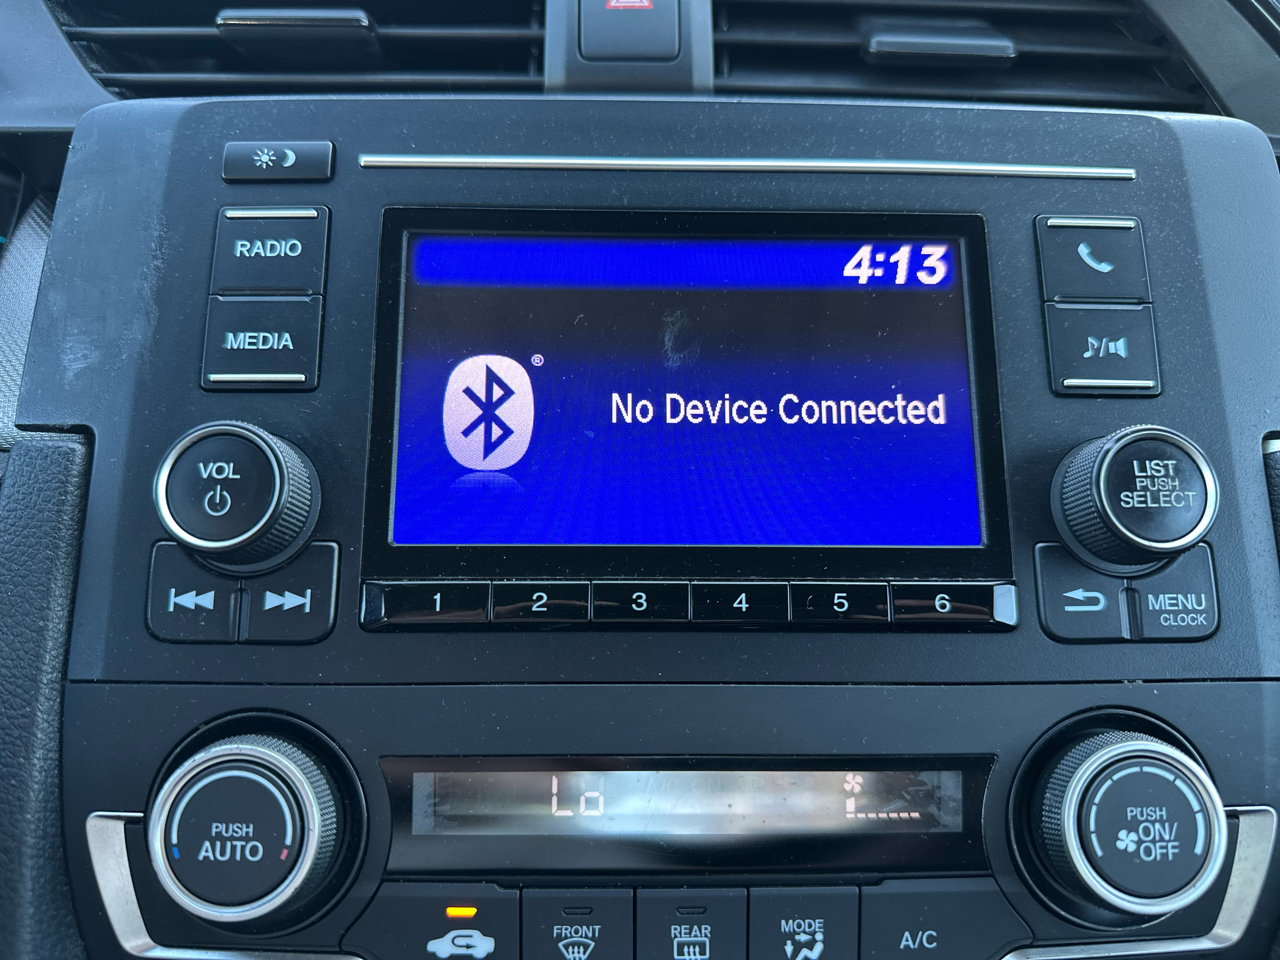 RADIO
MEDIA
4:13
®
No Device Connected
VOL
LIST
PUSH
SELECT
1 2 3 4 5 6
MENU
CLOCK
Lo
PUSH
AUTO
PUSH
ON/
OFF
FRONT
REAR
MODE
A/C